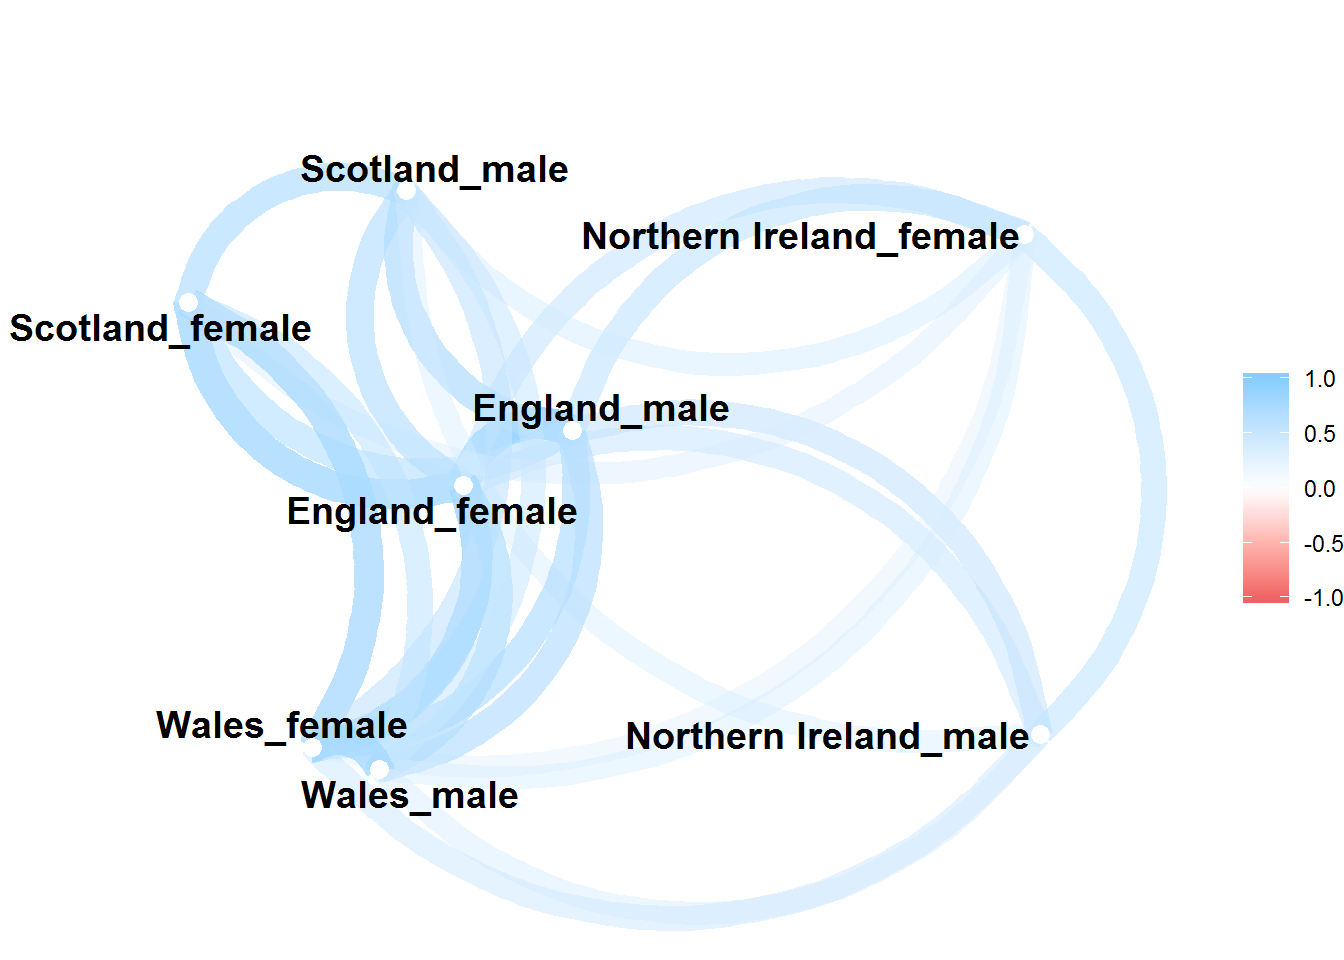 Scotland_male
Northern Ireland_female
Scotland_female
England_male
England_female
Wales_female
Northern Ireland_male
Wales_male
1.0
0.5
0.0
-0.5
-1.0